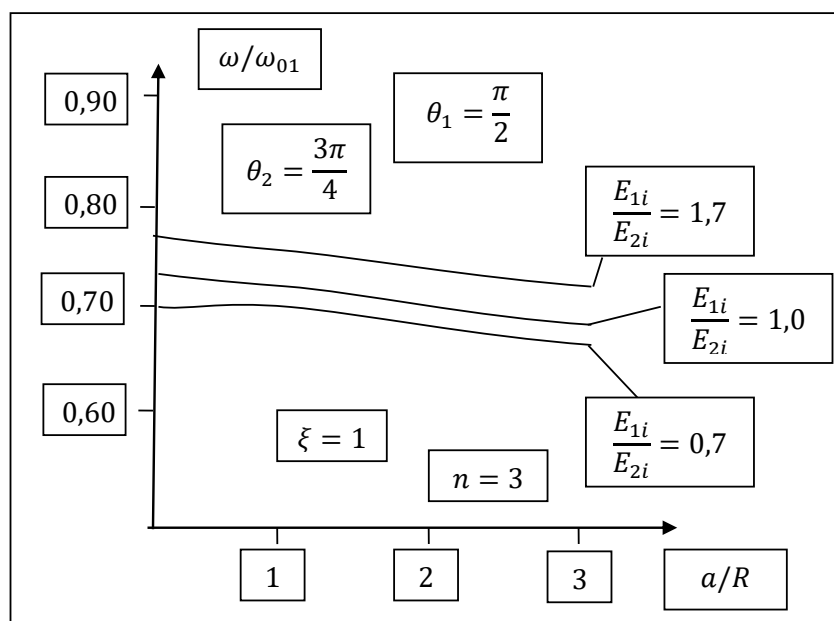 ω/ω₀₁
0,90
θ₁ = π/2
θ₂ = 3π/4
0,80
E₁ᵢ/E₂ᵢ = 1,7
0,70
E₁ᵢ/E₂ᵢ = 1,0
0,60
E₁ᵢ/E₂ᵢ = 0,7
ξ = 1
n = 3
1 2 3 a/R